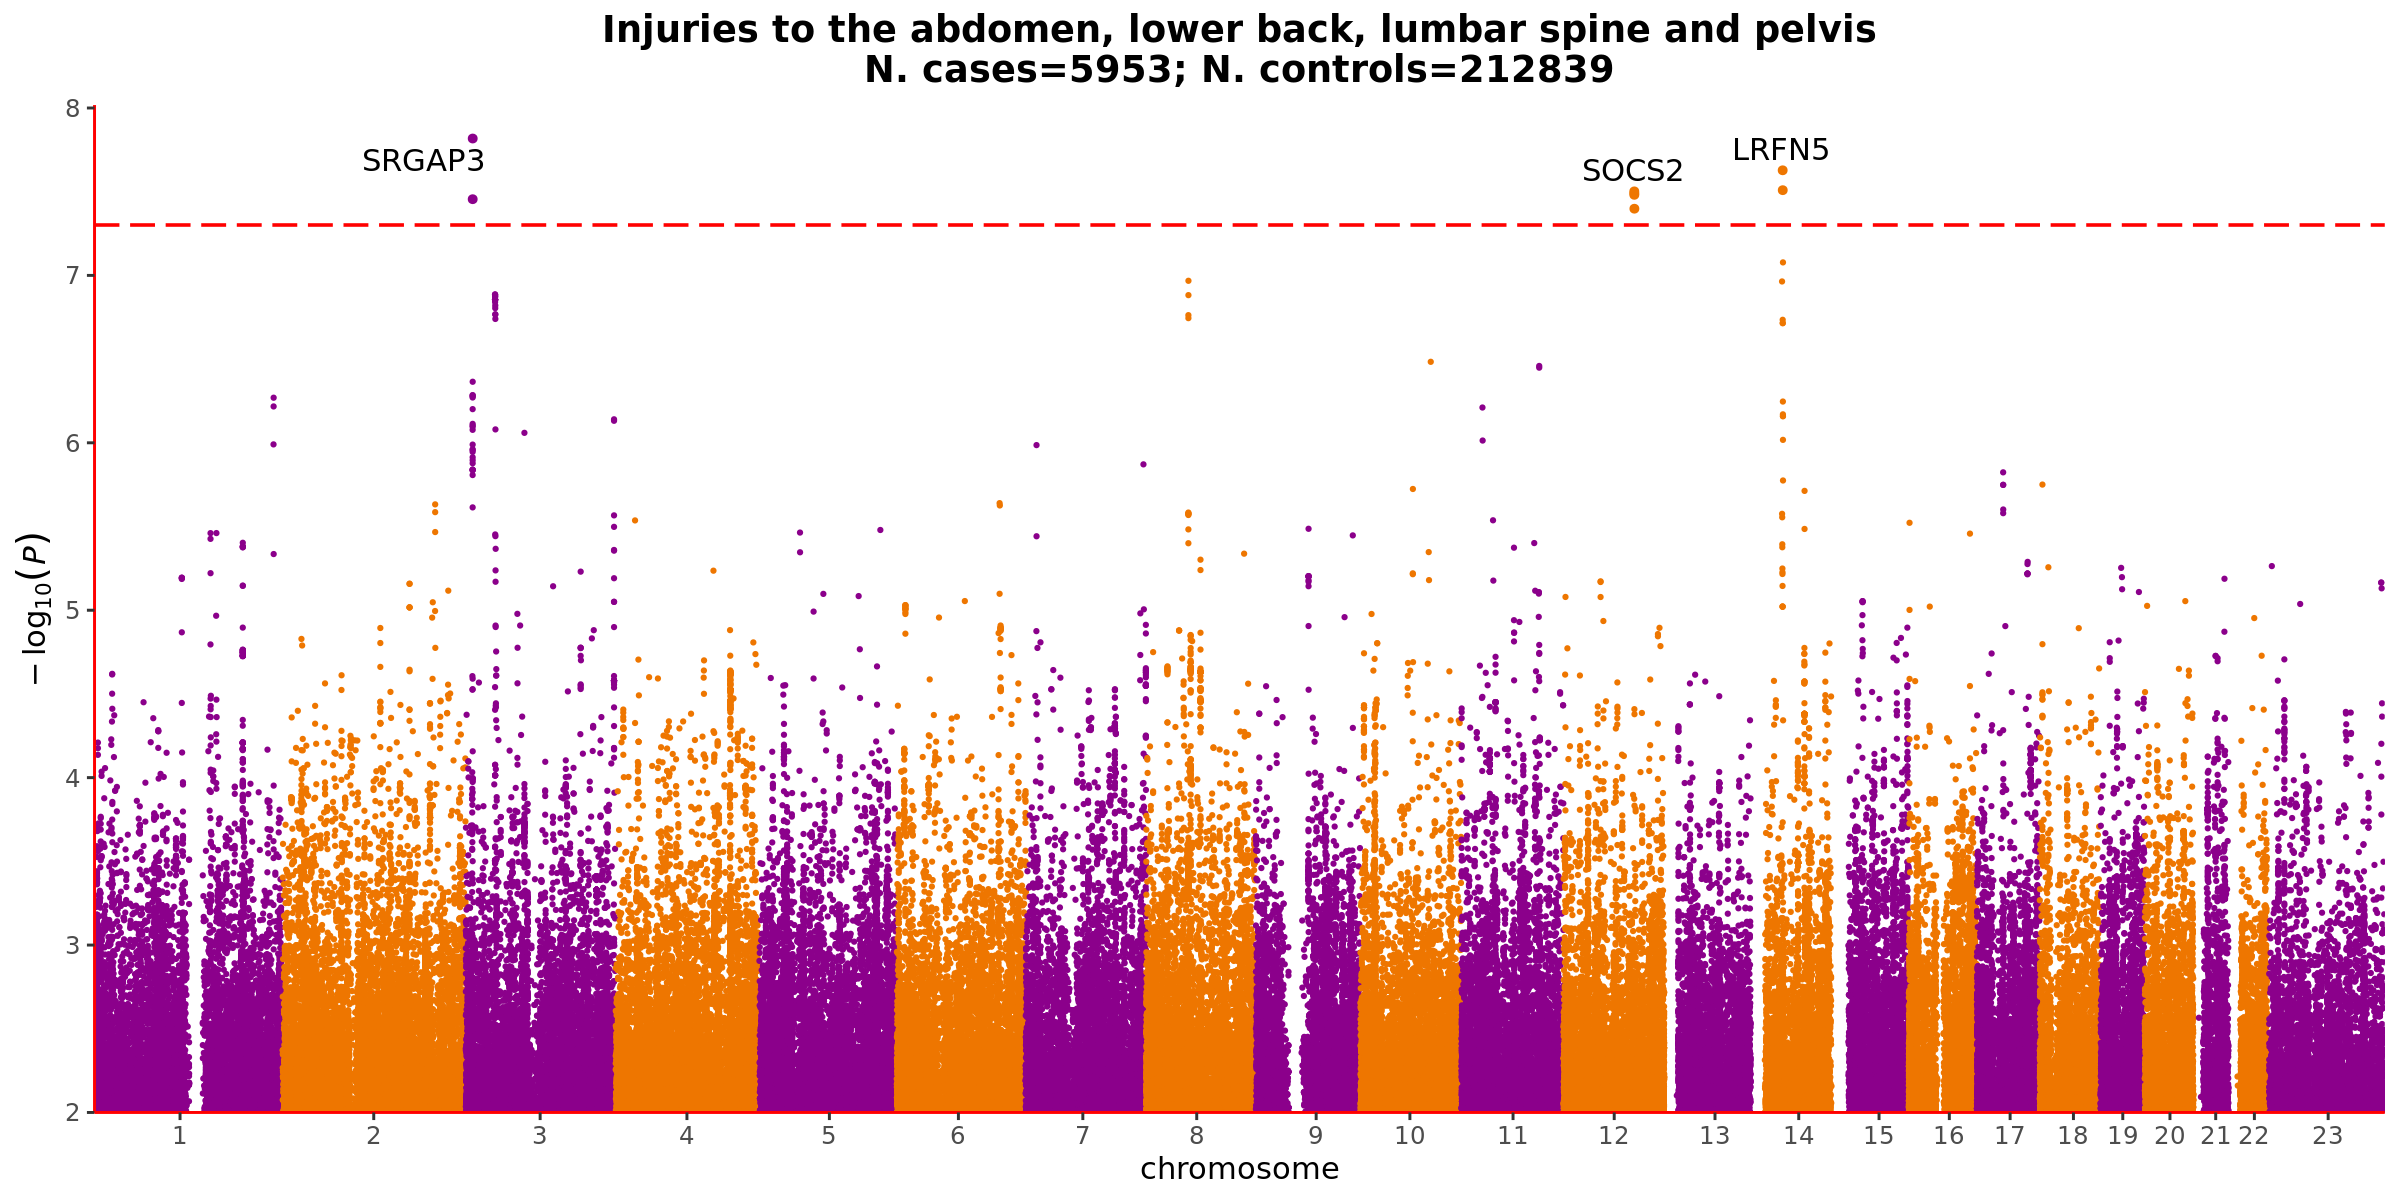 Injuries to the abdomen, lower back, lumbar spine and pelvis
N. cases=5953; N. controls=212839
8
7
6
5
4
3
2
−log10(P)
SRGAP3
SOCS2
LRFN5
1 2 3 4 5 6 7 8 9 10 11 12 13 14 15 16 17 18 19 20 21 22 23
chromosome